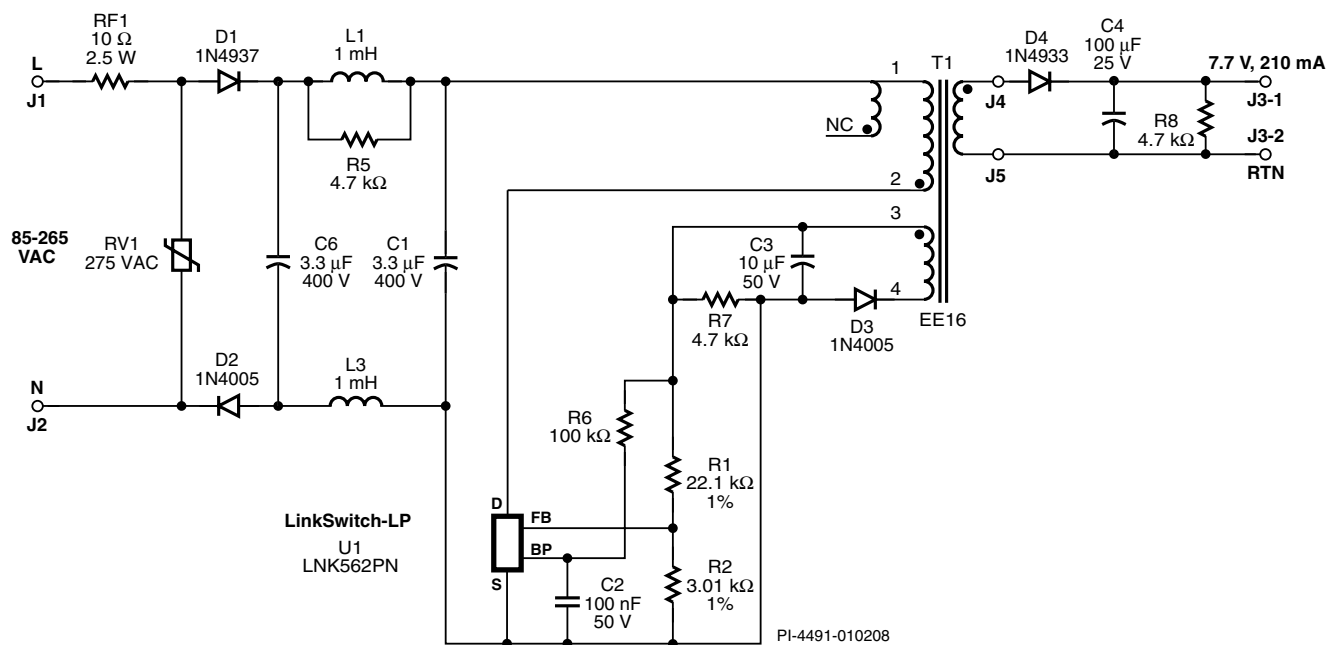 RF1
10 Ω
2.5 W
D1
1N4937
L1
1 mH
L
J1
R5
4.7 kΩ
85-265
VAC
RV1
275 VAC
C6
3.3 µF
400 V
C1
3.3 µF
400 V
D2
1N4005
L3
1 mH
N
J2
NC
1
2
3
4
T1
EE16
J4
J5
D4
1N4933
C4
100 µF
25 V
R8
4.7 kΩ
7.7 V, 210 mA
J3-1
J3-2
RTN
C3
10 µF
50 V
R7
4.7 kΩ
D3
1N4005
R6
100 kΩ
R1
22.1 kΩ
1%
R2
3.01 kΩ
1%
LinkSwitch-LP
U1
LNK562PN
D
FB
BP
S
C2
100 nF
50 V
PI-4491-010208